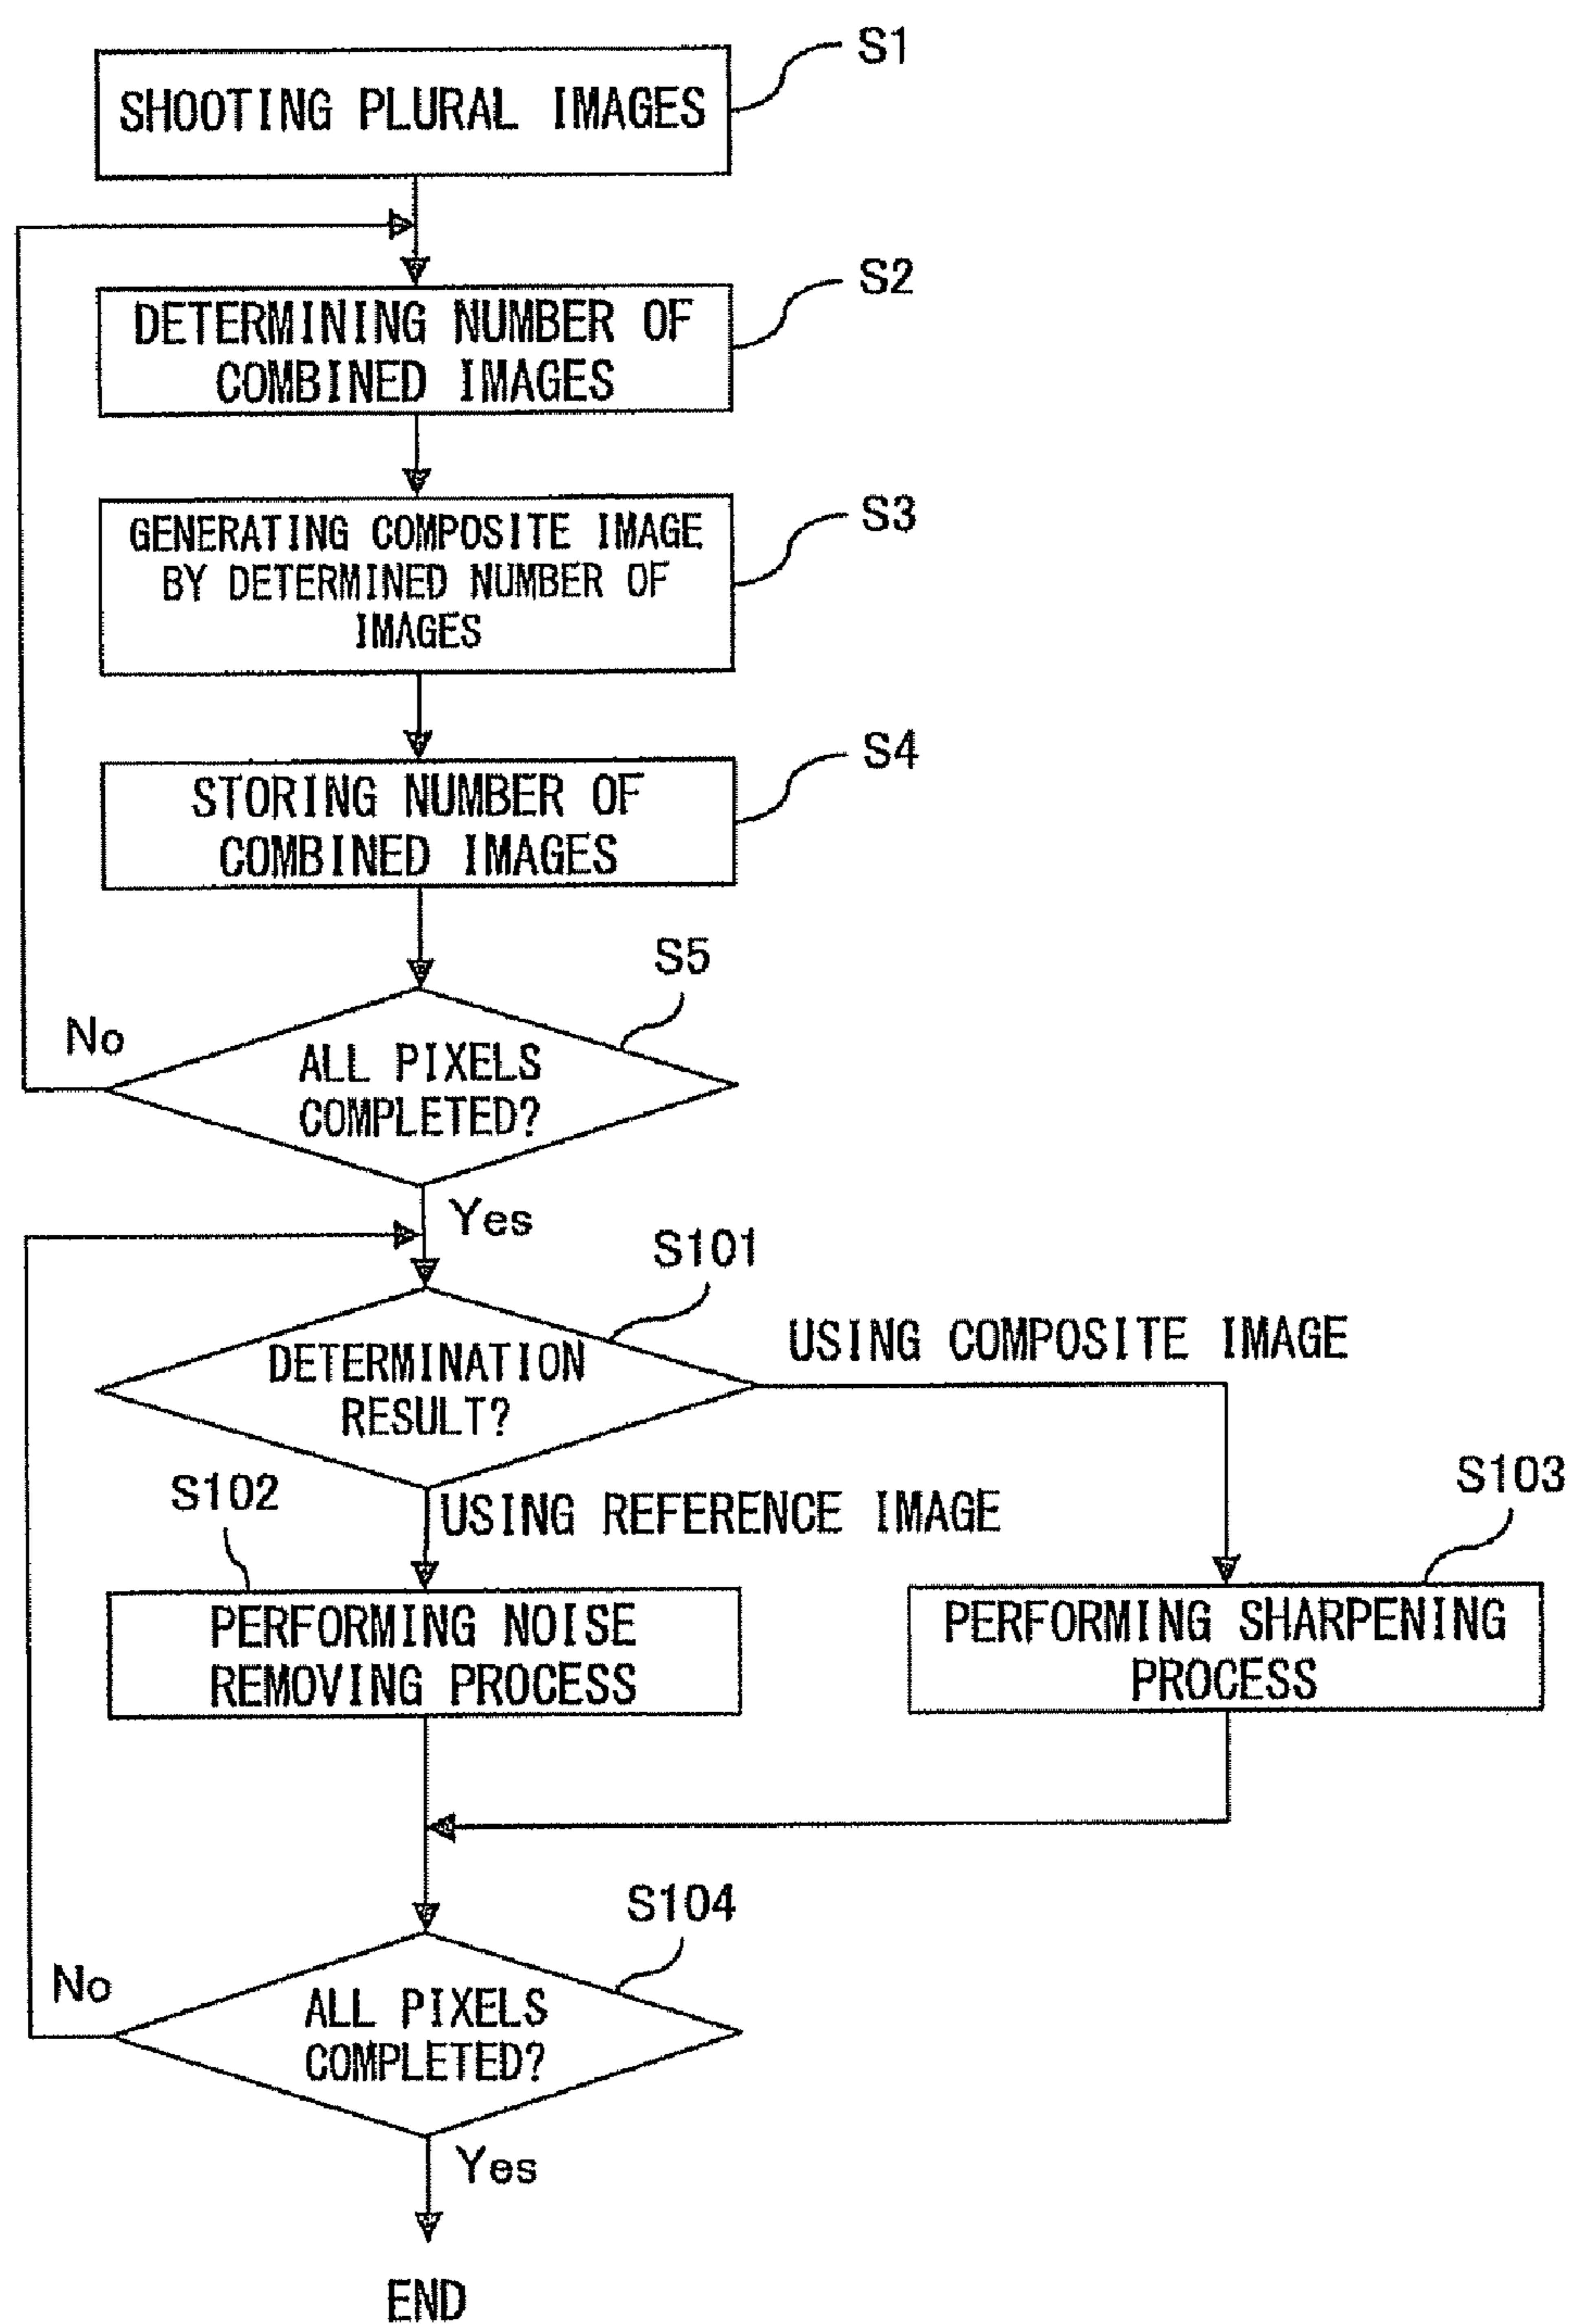 S1
SHOOTING PLURAL IMAGES
S2
DETERMINING NUMBER OF
COMBINED IMAGES
S3
GENERATING COMPOSITE IMAGE
BY DETERMINED NUMBER OF
IMAGES
S4
STORING NUMBER OF
COMBINED IMAGES
S5
No
ALL PIXELS
COMPLETED?
Yes
S101
USING COMPOSITE IMAGE
DETERMINATION
RESULT?
S102
USING REFERENCE IMAGE
S103
PERFORMING NOISE
REMOVING PROCESS
PERFORMING SHARPENING
PROCESS
S104
No
ALL PIXELS
COMPLETED?
Yes
END